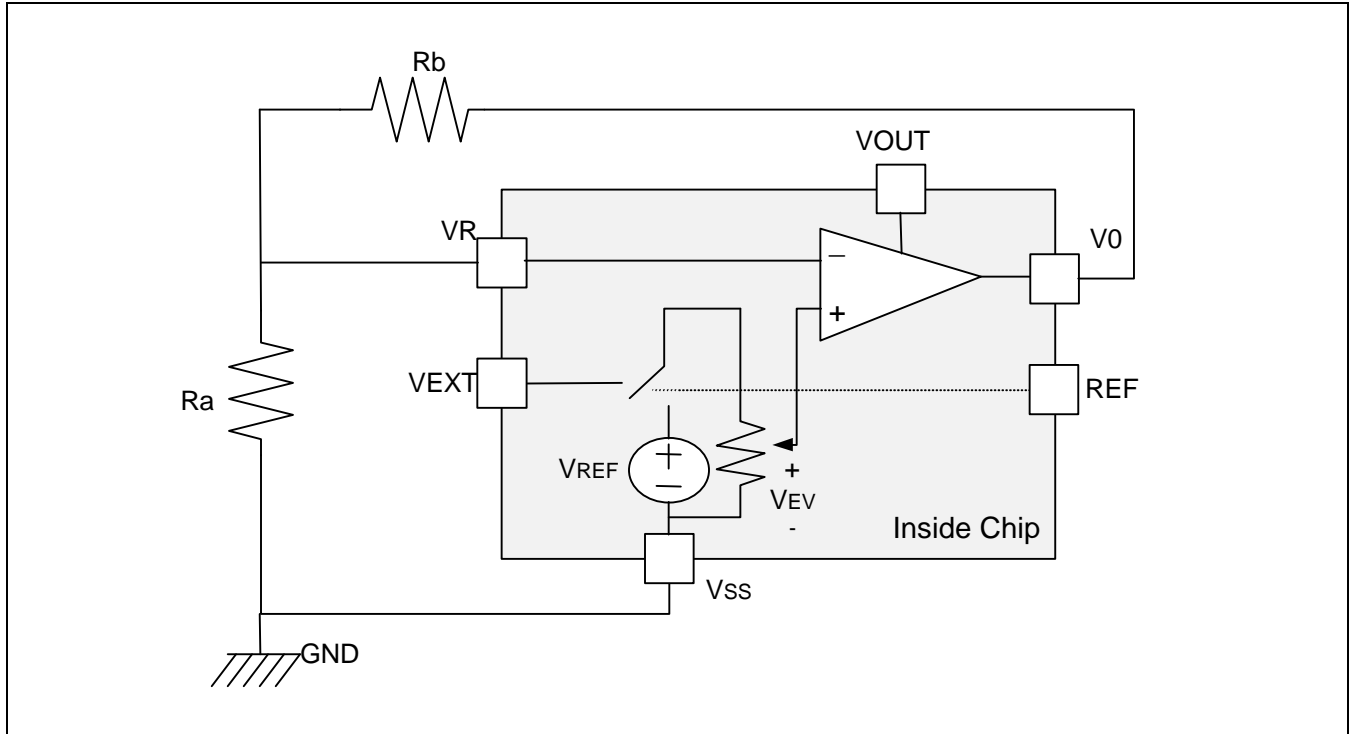 Rb
VOUT
VR
V0
−
+
VEXT
REF
Ra
+
−
VREF
+
VEV
-
Inside Chip
VSS
GND